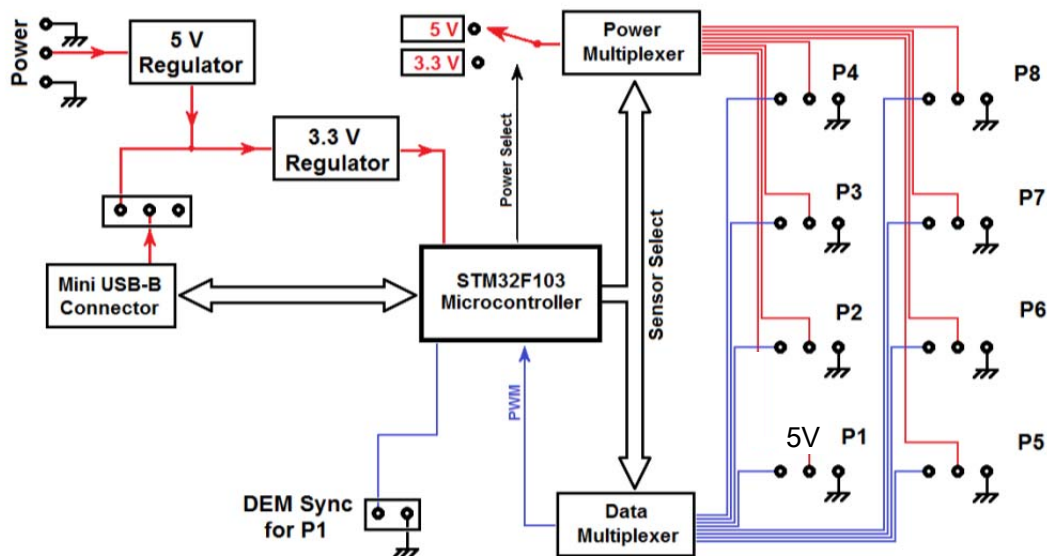 Power
5 V
Regulator
5 V
3.3 V
Power
Multiplexer
P4
P8
3.3 V
Regulator
Power Select
P3
P7
Mini USB-B
Connector
STM32F103
Microcontroller
Sensor Select
P2
P6
PWM
5V
P1
P5
DEM Sync
for P1
Data
Multiplexer